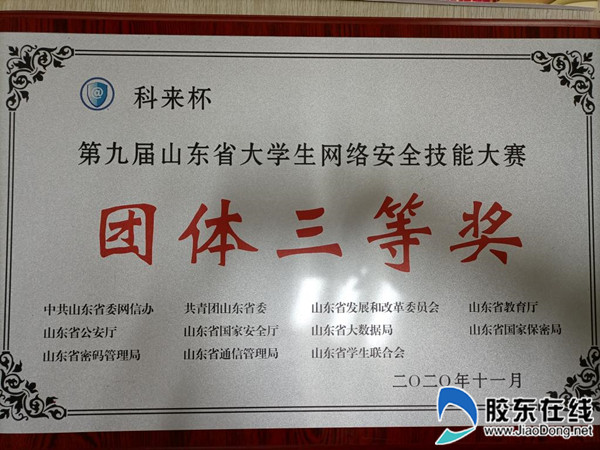 科来杯
第九届山东省大学生网络安全技能大赛
团体三等奖
中共山东省委网信办 共青团山东省委 山东省发展和改革委员会 山东省教育厅
山东省公安厅 山东省国家安全厅 山东省大数据局 山东省国家保密局
山东省密码管理局 山东省通信管理局 山东省学生联合会
二〇二〇年十一月
胶东在线
www.JiaoDong.net